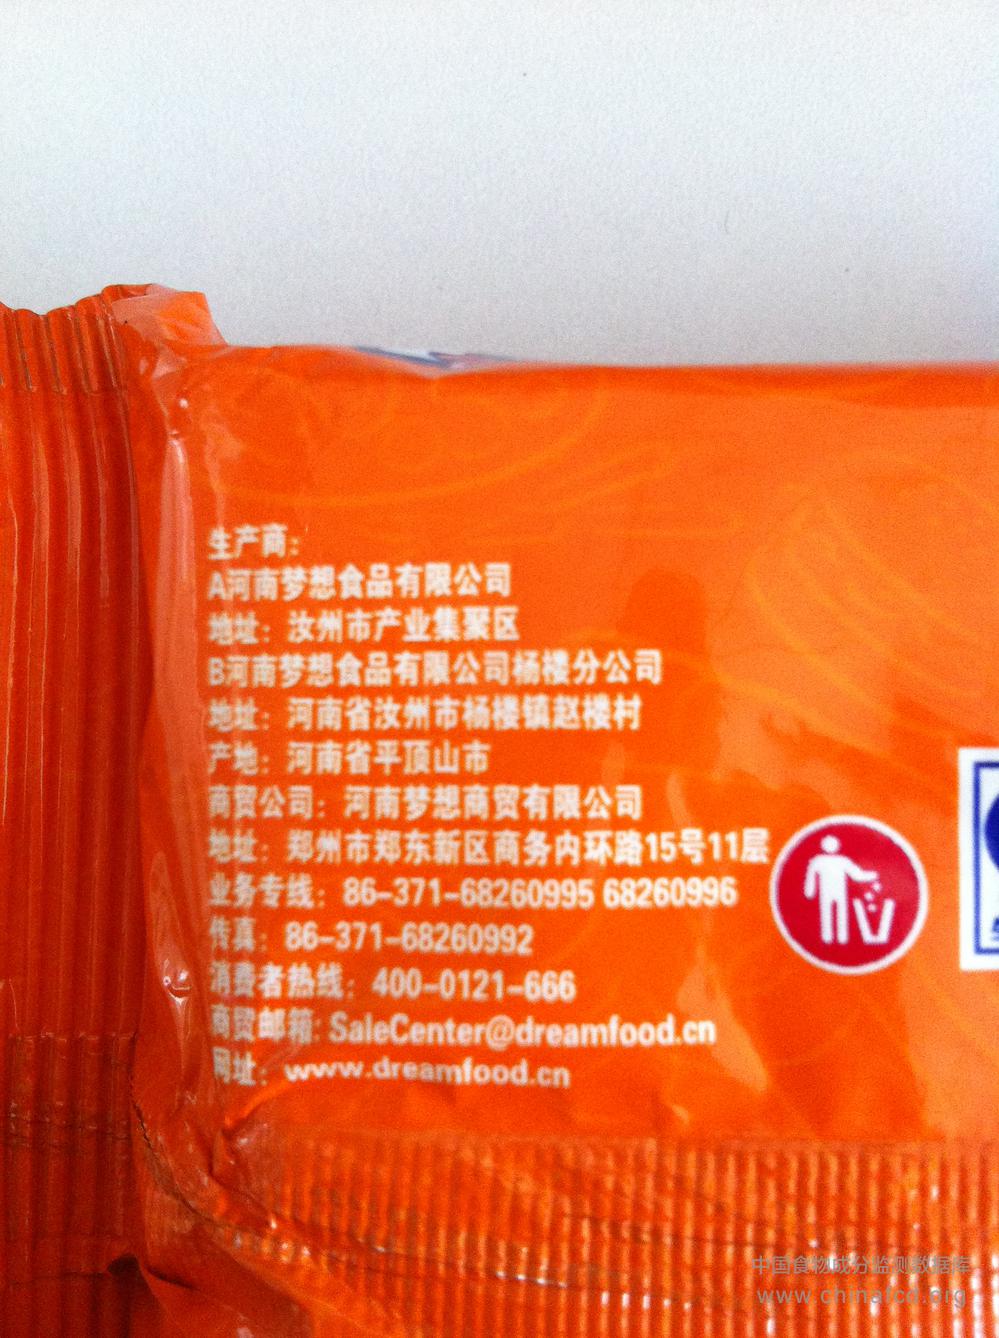 生产商：
A河南梦想食品有限公司
地址：汝州市产业集聚区
B河南梦想食品有限公司杨楼分公司
地址：河南省汝州市杨楼镇赵楼村
产地：河南省平顶山市
商贸公司：河南梦想商贸有限公司
地址：郑州市郑东新区商务内环路15号11层
业务专线：86-371-68260995 68260996
传真：86-371-68260992
消费者热线：400-0121-666
商贸邮箱: SaleCenter@dreamfood.cn
网址：www.dreamfood.cn
中国食物成分监测数据库
www.chinafcd.org